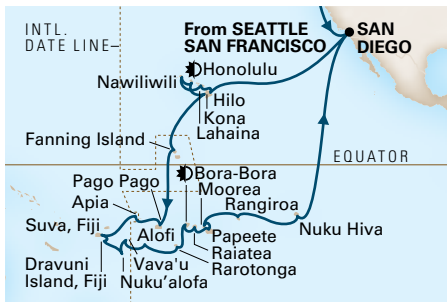 INTL.
DATE LINE
From SEATTLE
SAN FRANCISCO
SAN
DIEGO
Honolulu
Nawiliwili
Hilo
Kona
Lahaina
Fanning Island
EQUATOR
Bora-Bora
Moorea
Pago Pago
Rangiroa
Apia
Suva, Fiji
Alofi
Papeete
Nuku Hiva
Raiatea
Dravuni
Island, Fiji
Vava'u
Rarotonga
Nuku'alofa